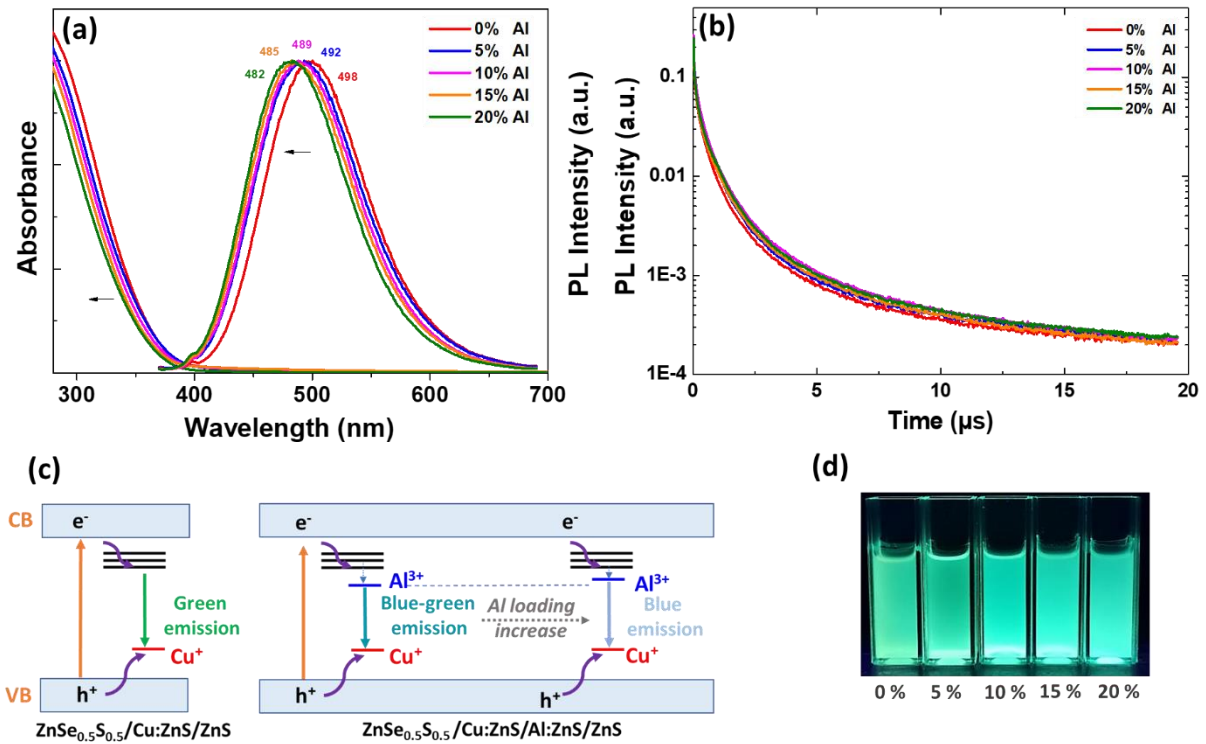 (a)
0% Al
5% Al
10% Al
15% Al
20% Al
489
485
492
482
498
Absorbance
PL Intensity (a.u.)
300
400
500
600
700
Wavelength (nm)
(b)
0% Al
5% Al
10% Al
15% Al
20% Al
PL Intensity (a.u.)
0.1
0.01
1E-3
1E-4
0
5
10
15
20
Time (µs)
(c)
CB
e-
Green
emission
Cu+
VB
h+
ZnSe0.5S0.5/Cu:ZnS/ZnS
e-
e-
Al3+
Al3+
Blue-green
emission
Al loading
increase
Blue
emission
Cu+
Cu+
h+
h+
ZnSe0.5S0.5/Cu:ZnS/Al:ZnS/ZnS
(d)
0 %
5 %
10 %
15 %
20 %